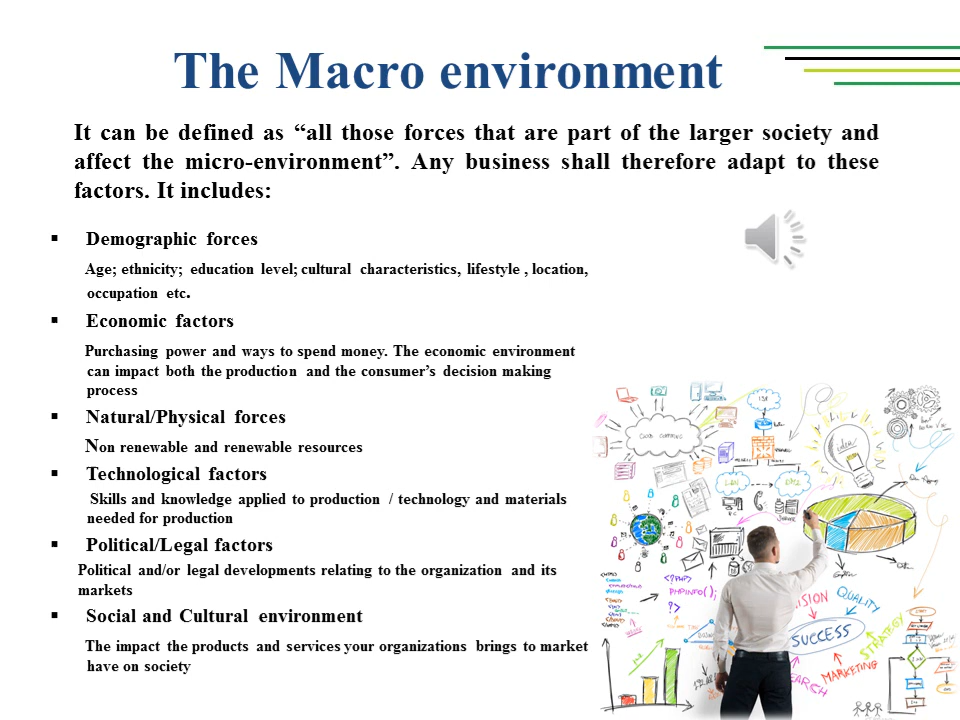 The Macro environment
It can be defined as “all those forces that are part of the larger society and
affect the micro-environment”. Any business shall therefore adapt to these
factors. It includes:
▪ Demographic forces
Age; ethnicity; education level; cultural characteristics, lifestyle , location,
occupation etc.
▪ Economic factors
Purchasing power and ways to spend money. The economic environment
can impact both the production and the consumer’s decision making
process
▪ Natural/Physical forces
Non renewable and renewable resources
▪ Technological factors
Skills and knowledge applied to production / technology and materials
needed for production
▪ Political/Legal factors
Political and/or legal developments relating to the organization and its
markets
▪ Social and Cultural environment
The impact the products and services your organizations brings to market
have on society
idea
LAN
SERVER
<?PHP>
PHPINFO();
?>
QUALITY
SUCCESS
STRATEGY
MARKETING